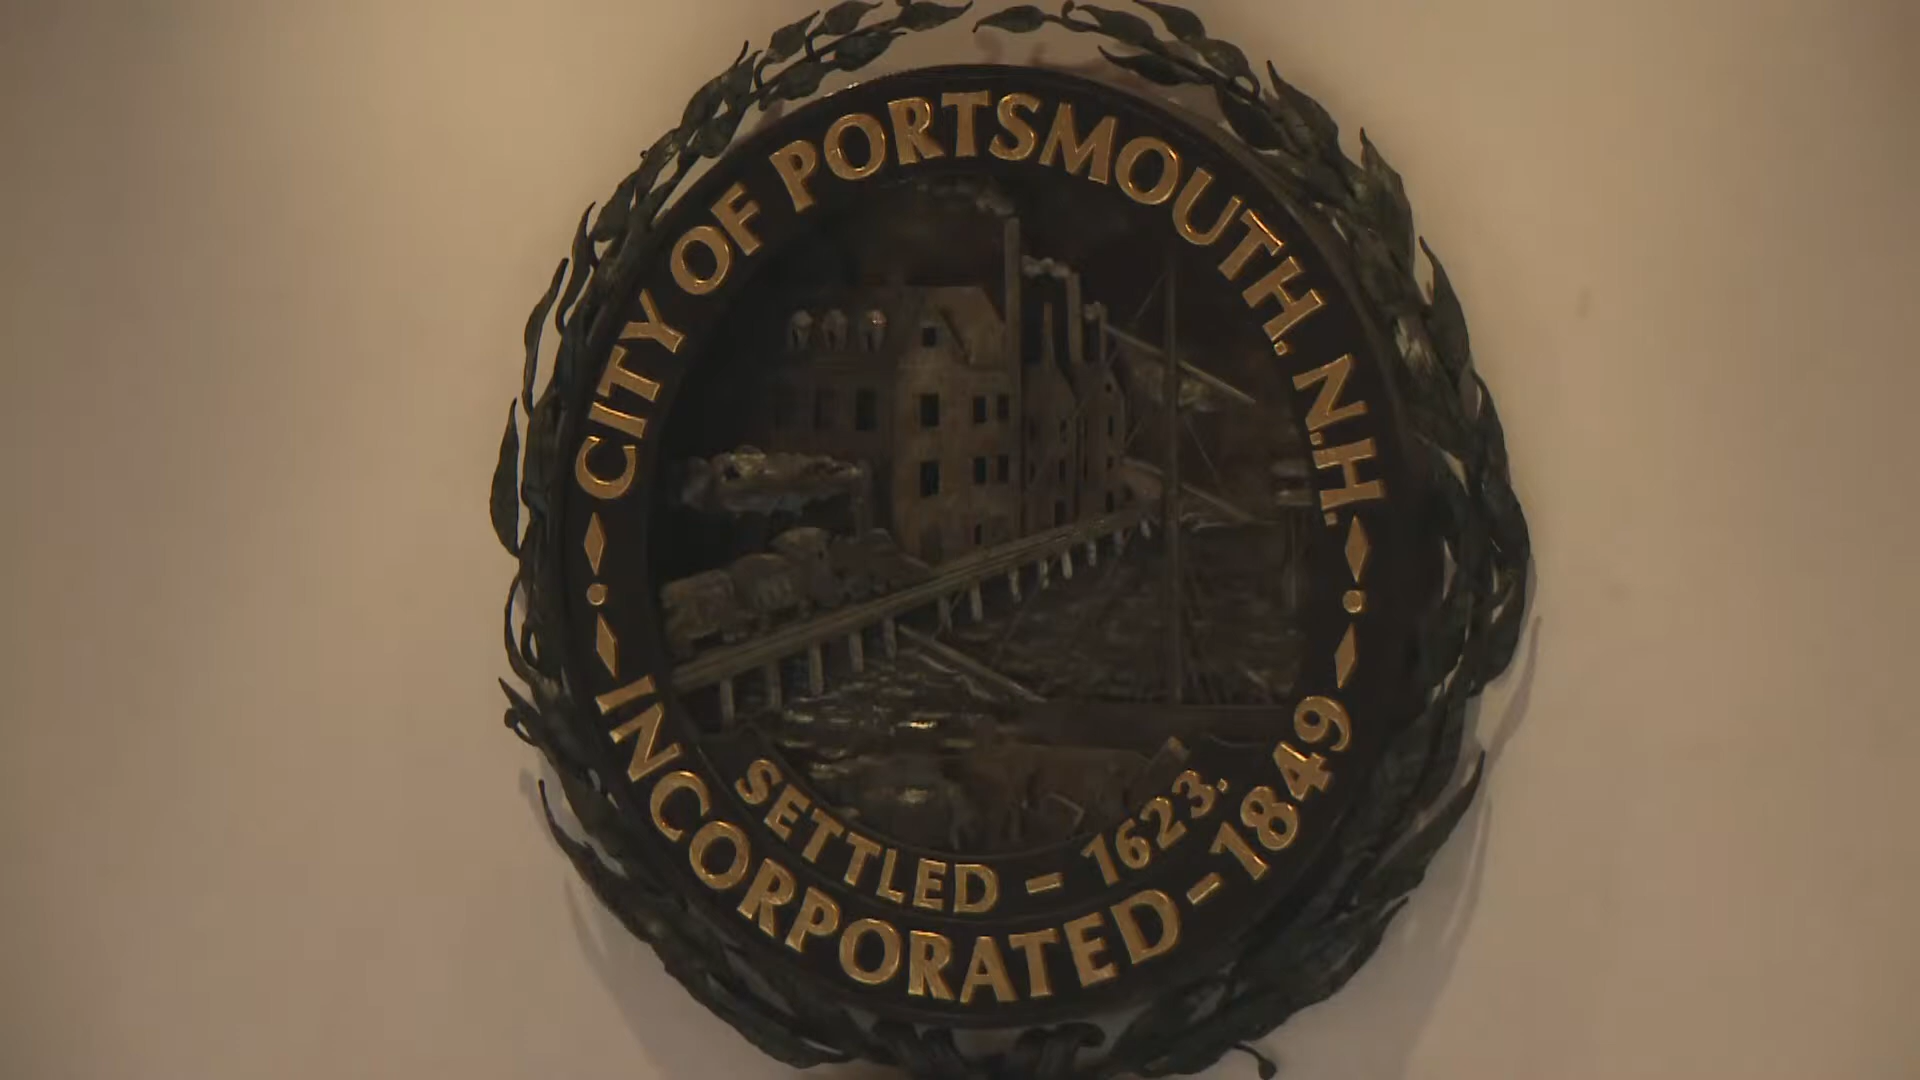 CITY OF PORTSMOUTH. N.H.
SETTLED – 1623.
INCORPORATED – 1849